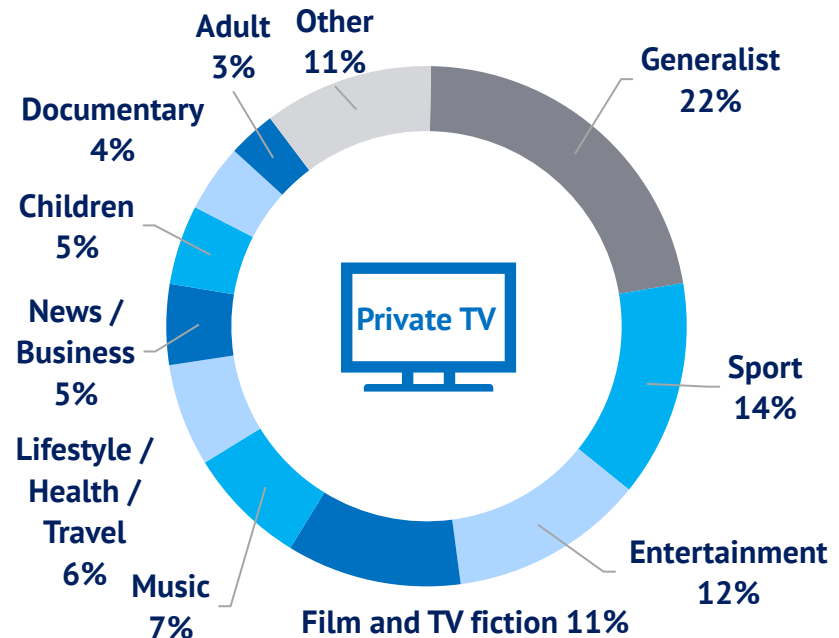 Adult
3%
Other
11%
Generalist
22%
Documentary
4%
Children
5%
Private TV
News /
Business
5%
Sport
14%
Lifestyle /
Health /
Travel
6%
Entertainment
12%
Music
7%
Film and TV fiction 11%